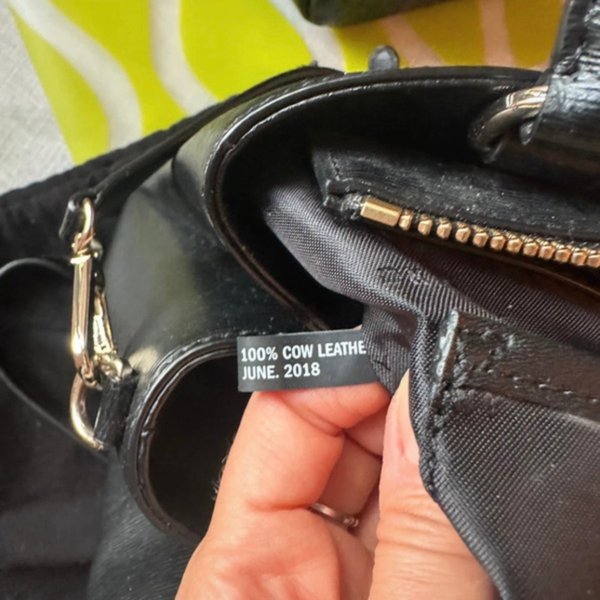 100% COW LEATHE
JUNE. 2018